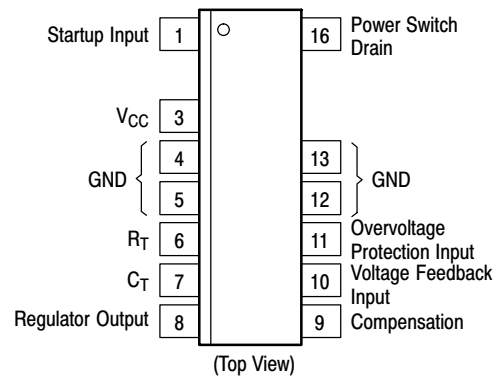 Startup Input 1 16 Power Switch
Drain
VCC 3
4 13
GND GND
5 12
RT 6 11 Overvoltage
Protection Input
CT 7 10 Voltage Feedback
Input
Regulator Output 8 9 Compensation
(Top View)